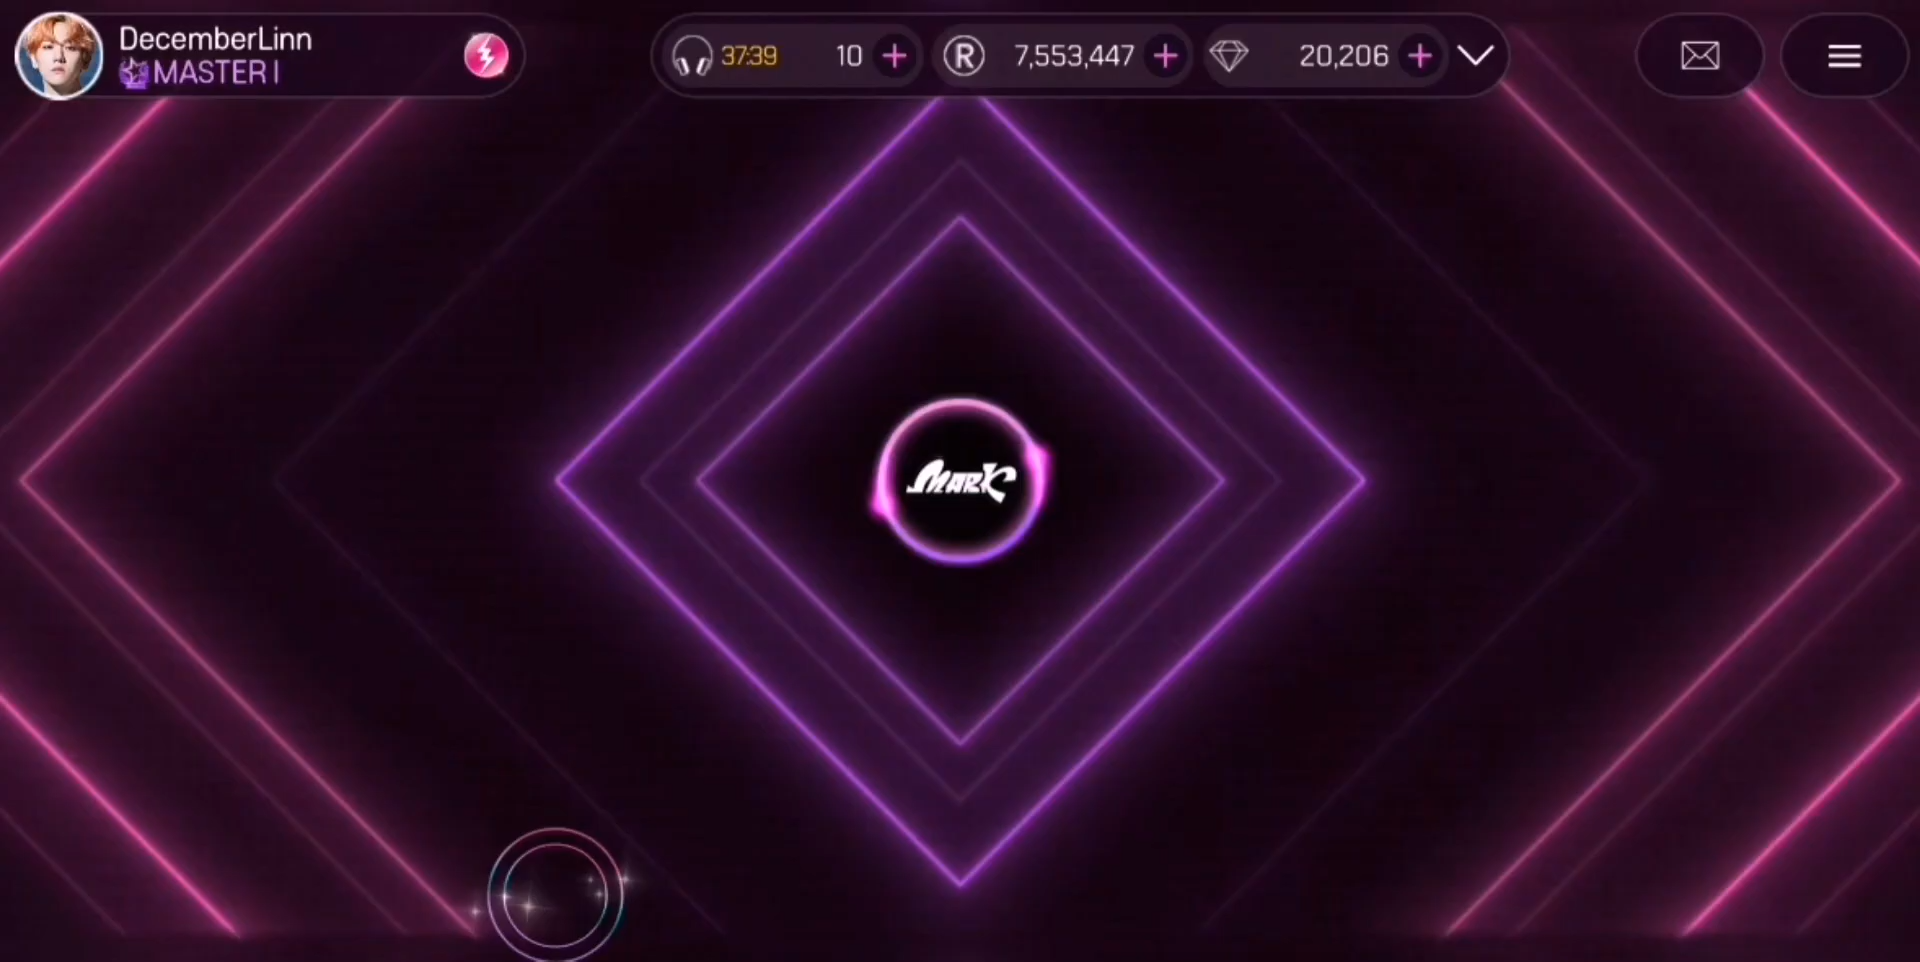 DecemberLinn
MASTER I
37:39 10
R 7,553,447
20,206
MARK